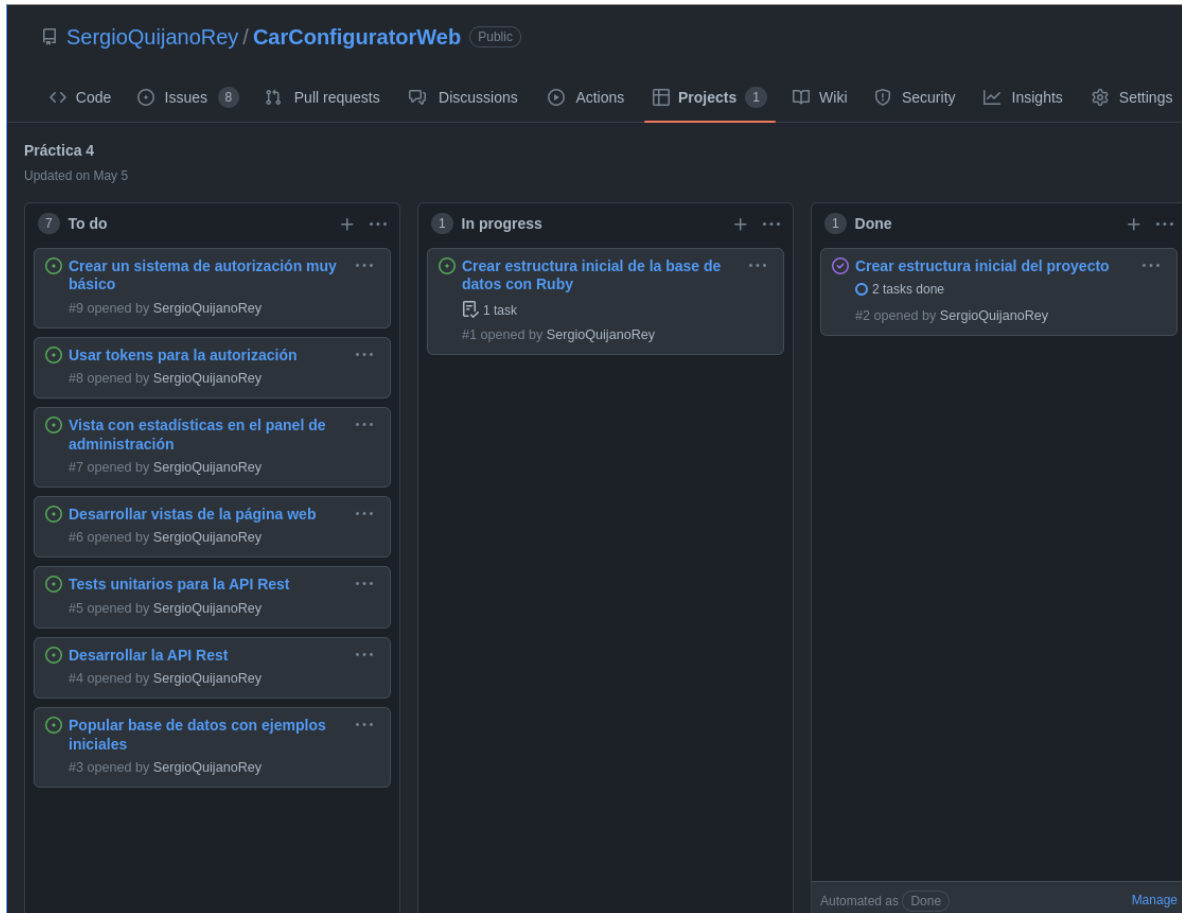 SergioQuijanoRey / CarConfiguratorWeb Public
Code Issues 8 Pull requests Discussions Actions Projects 1 Wiki Security Insights Settings
Práctica 4
Updated on May 5
7 To do
Crear un sistema de autorización muy
básico
#9 opened by SergioQuijanoRey
Usar tokens para la autorización
#8 opened by SergioQuijanoRey
Vista con estadísticas en el panel de
administración
#7 opened by SergioQuijanoRey
Desarrollar vistas de la página web
#6 opened by SergioQuijanoRey
Tests unitarios para la API Rest
#5 opened by SergioQuijanoRey
Desarrollar la API Rest
#4 opened by SergioQuijanoRey
Popular base de datos con ejemplos
iniciales
#3 opened by SergioQuijanoRey
1 In progress
Crear estructura inicial de la base de
datos con Ruby
1 task
#1 opened by SergioQuijanoRey
1 Done
Crear estructura inicial del proyecto
2 tasks done
#2 opened by SergioQuijanoRey
Automated as Done Manage